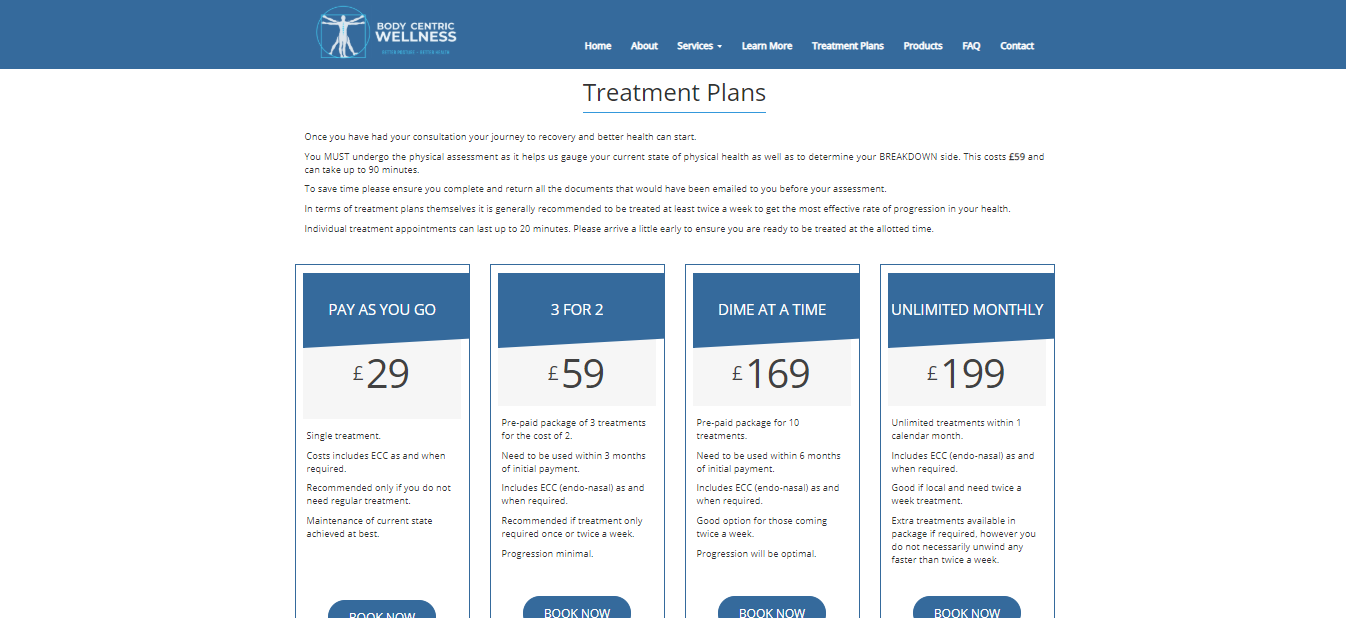 BODY CENTRIC
WELLNESS
Home About Services Learn More Treatment Plans Products FAQ Contact
Treatment Plans
Once you have had your consultation your journey to recovery and better health can start.
You MUST undergo the physical assessment as it helps us gauge your current state of physical health as well as to determine your BREAKDOWN side. This costs £59 and
can take up to 90 minutes.
To save time please ensure you complete and return all the documents that would have been emailed to you before your assessment.
In terms of treatment plans themselves it is generally recommended to be treated at least twice a week to get the most effective rate of progression in your health.
Individual treatment appointments can last up to 20 minutes. Please arrive a little early to ensure you are ready to be treated at the allotted time.
PAY AS YOU GO
£29
Single treatment.
Costs includes ECC as and when
required.
Recommended only if you do not
need regular treatment.
Maintenance of current state
achieved at best.
BOOK NOW
3 FOR 2
£59
Pre-paid package of 3 treatments
for the cost of 2.
Need to be used within 3 months
of initial payment.
Includes ECC (endo-nasal) as and
when required.
Recommended if treatment only
required once or twice a week.
Progression minimal.
BOOK NOW
DIME AT A TIME
£169
Pre-paid package for 10
treatments.
Need to be used within 6 months
of initial payment.
Includes ECC (endo-nasal) as and
when required.
Good option for those coming
twice a week.
Progression will be optimal.
BOOK NOW
UNLIMITED MONTHLY
£199
Unlimited treatments within 1
calendar month.
Includes ECC (endo-nasal) as and
when required.
Good if local and need twice a
week treatment.
Extra treatments available in
package if required, however you
do not necessarily unwind any
faster than twice a week.
BOOK NOW